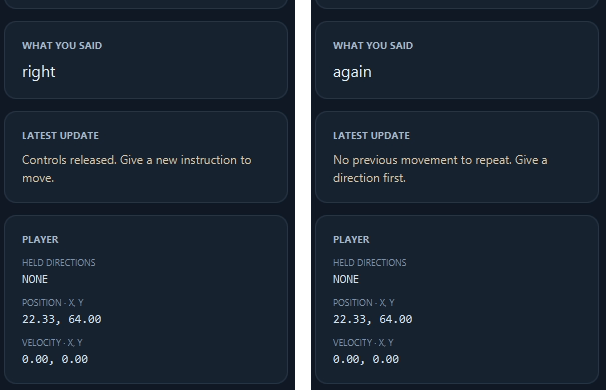 WHAT YOU SAID
right
LATEST UPDATE
Controls released. Give a new instruction to
move.
PLAYER
HELD DIRECTIONS
NONE
POSITION · X, Y
22.33, 64.00
VELOCITY · X, Y
0.00, 0.00
WHAT YOU SAID
again
LATEST UPDATE
No previous movement to repeat. Give a
direction first.
PLAYER
HELD DIRECTIONS
NONE
POSITION · X, Y
22.33, 64.00
VELOCITY · X, Y
0.00, 0.00